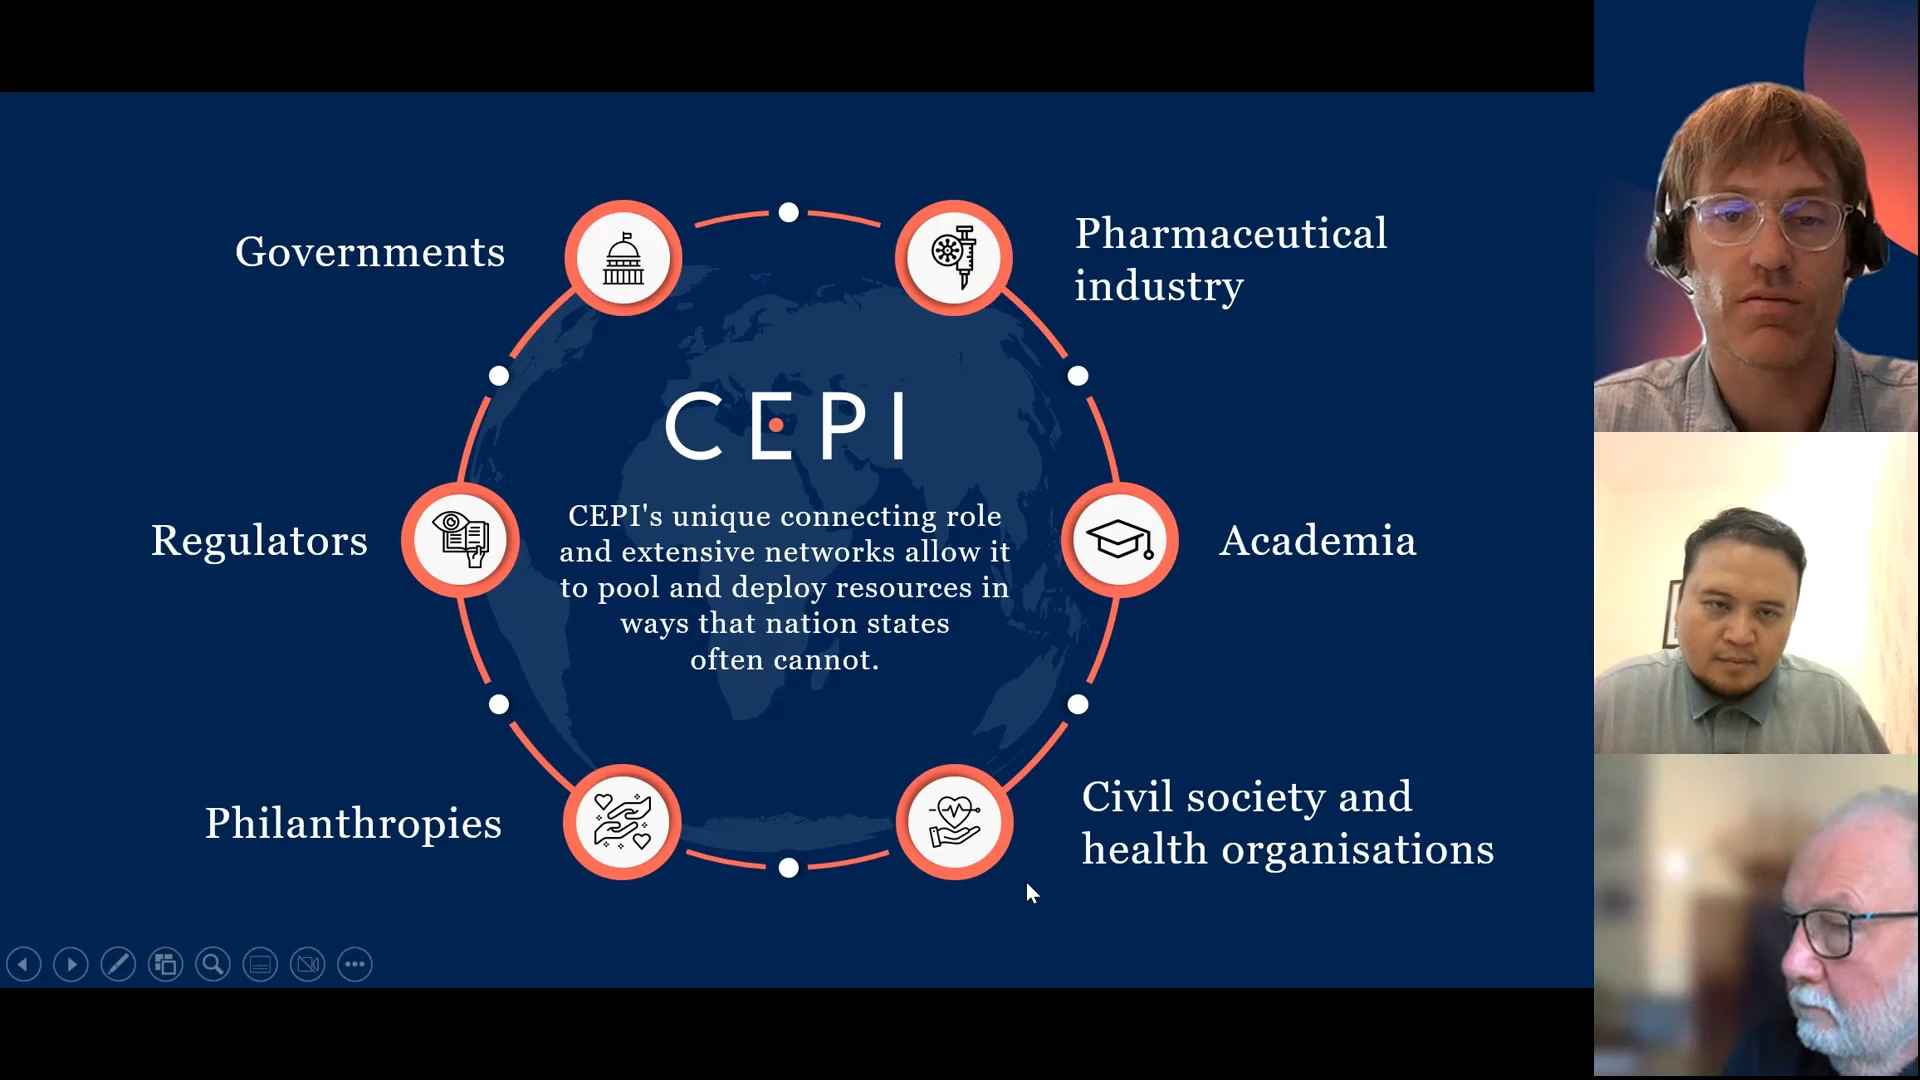 Governments
Pharmaceutical
industry
CEPI
CEPI's unique connecting role
and extensive networks allow it
to pool and deploy resources in
ways that nation states
often cannot.
Regulators
Academia
Philanthropies
Civil society and
health organisations